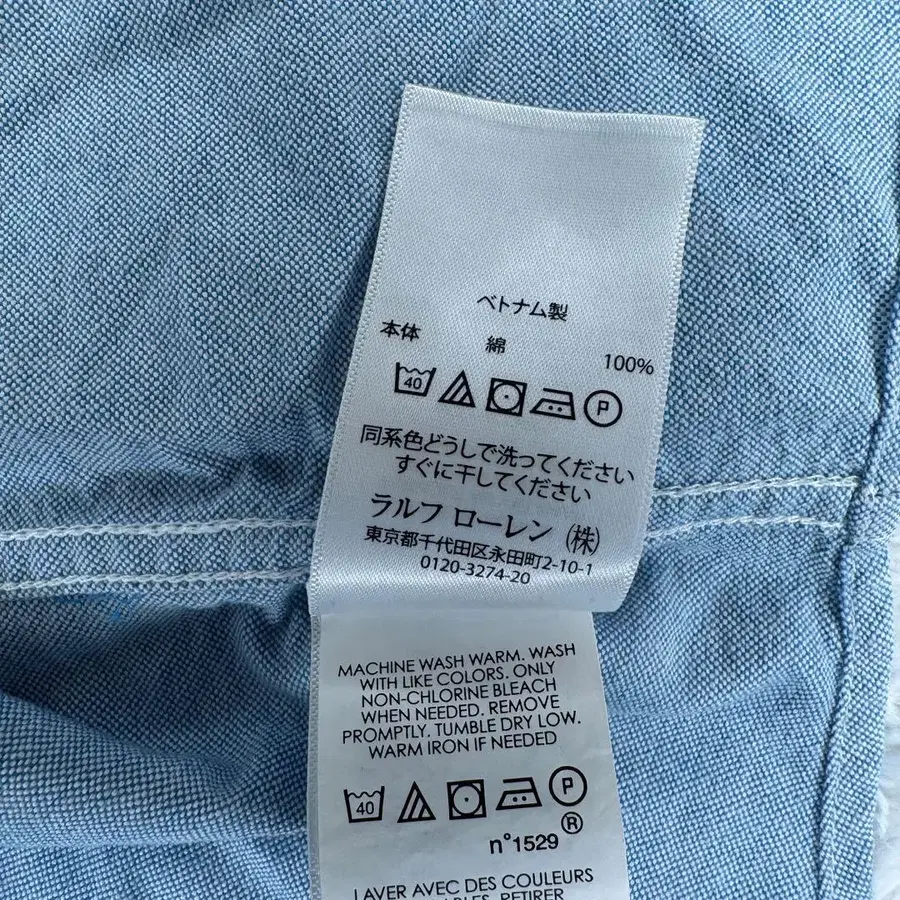 ベトナム製
本体 綿 100%
40 P
同系色どうしで洗ってください
すぐに干してください
ラルフ ローレン (株)
東京都千代田区永田町2-10-1
0120-3274-20
MACHINE WASH WARM. WASH
WITH LIKE COLORS. ONLY
NON-CHLORINE BLEACH
WHEN NEEDED. REMOVE
PROMPTLY. TUMBLE DRY LOW.
WARM IRON IF NEEDED
40 P
®
n°1529
LAVER AVEC DES COULEURS
RETIRER